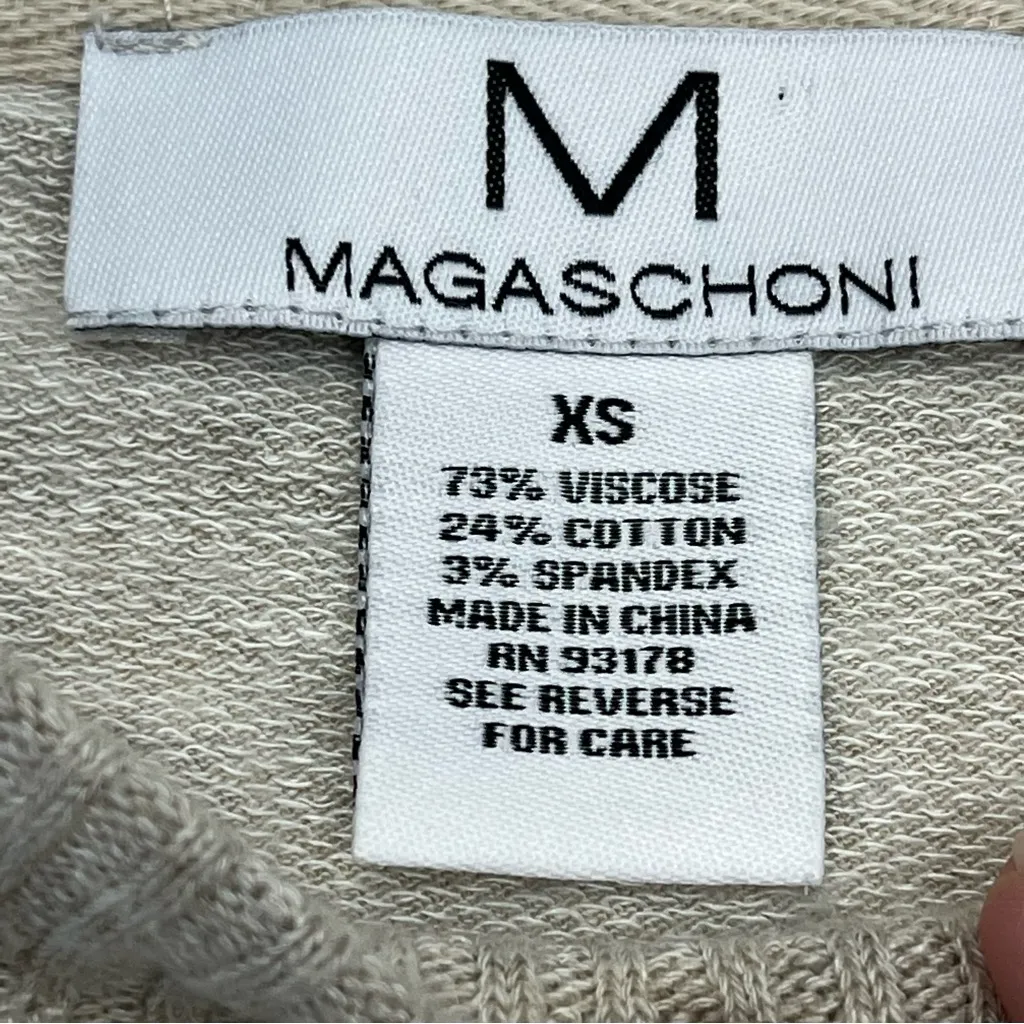 M
MAGASCHONI
XS
73% VISCOSE
24% COTTON
3% SPANDEX
MADE IN CHINA
RN 93178
SEE REVERSE
FOR CARE